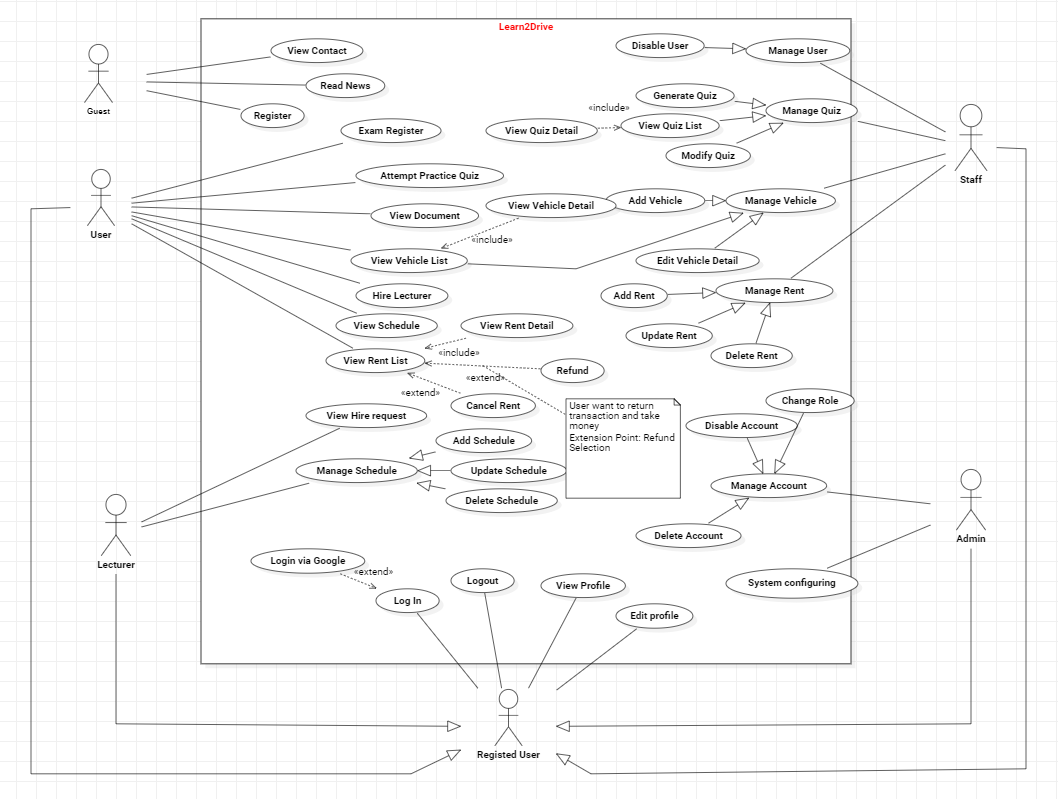 Learn2Drive
View Contact
Disable User
Manage User
Read News
Guest
Register
Generate Quiz
«include»
Manage Quiz
Exam Register
View Quiz Detail
View Quiz List
Modify Quiz
Staff
Attempt Practice Quiz
User
View Document
View Vehicle Detail
Add Vehicle
Manage Vehicle
«include»
View Vehicle List
Edit Vehicle Detail
Hire Lecturer
Add Rent
Manage Rent
View Schedule
View Rent Detail
Update Rent
«include»
View Rent List
Delete Rent
Refund
«extend»
«extend»
Cancel Rent
Change Role
View Hire request
User want to return
transaction and take
money
Extension Point: Refund
Selection
Disable Account
Add Schedule
Manage Schedule
Update Schedule
Manage Account
Delete Schedule
Delete Account
Admin
Lecturer
Login via Google
«extend»
Log In
Logout
View Profile
System configuring
Edit profile
Registed User